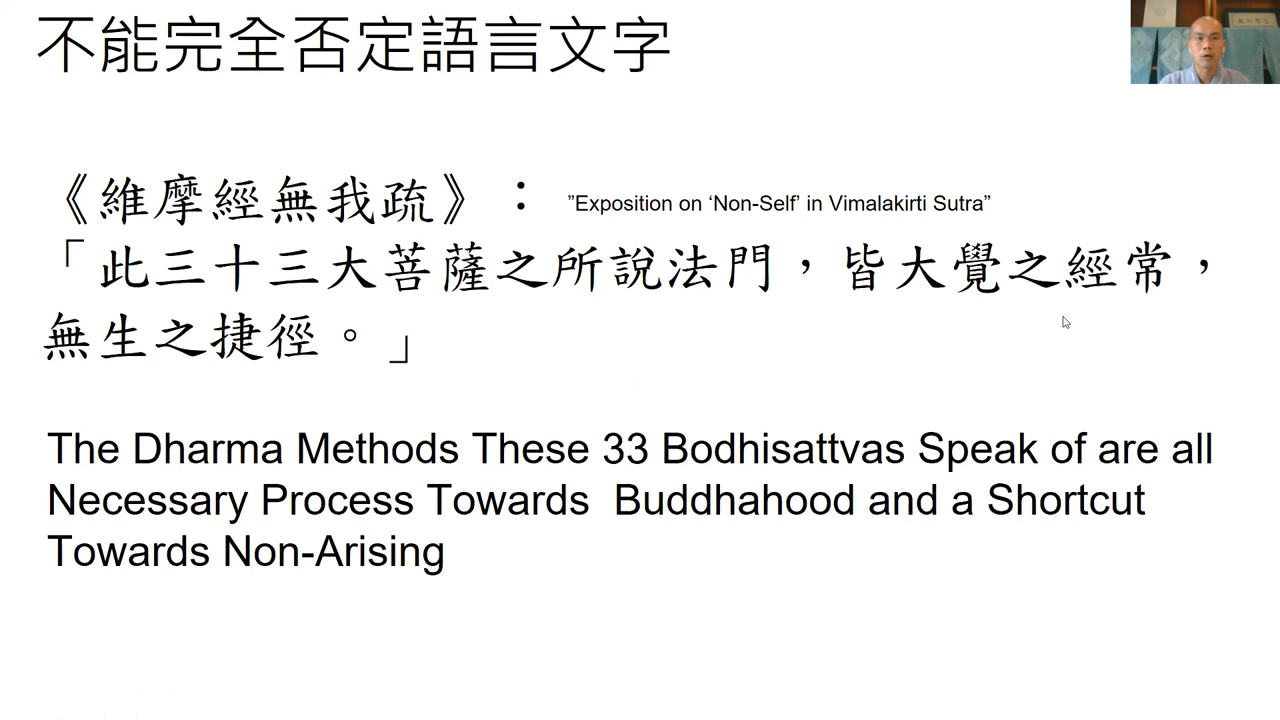 不能完全否定語言文字
《維摩經無我疏》：
”Exposition on ‘Non-Self’ in Vimalakirti Sutra”
「此三十三大菩薩之所說法門，皆大覺之經常，
無生之捷徑。」
The Dharma Methods These 33 Bodhisattvas Speak of are all
Necessary Process Towards Buddhahood and a Shortcut
Towards Non-Arising